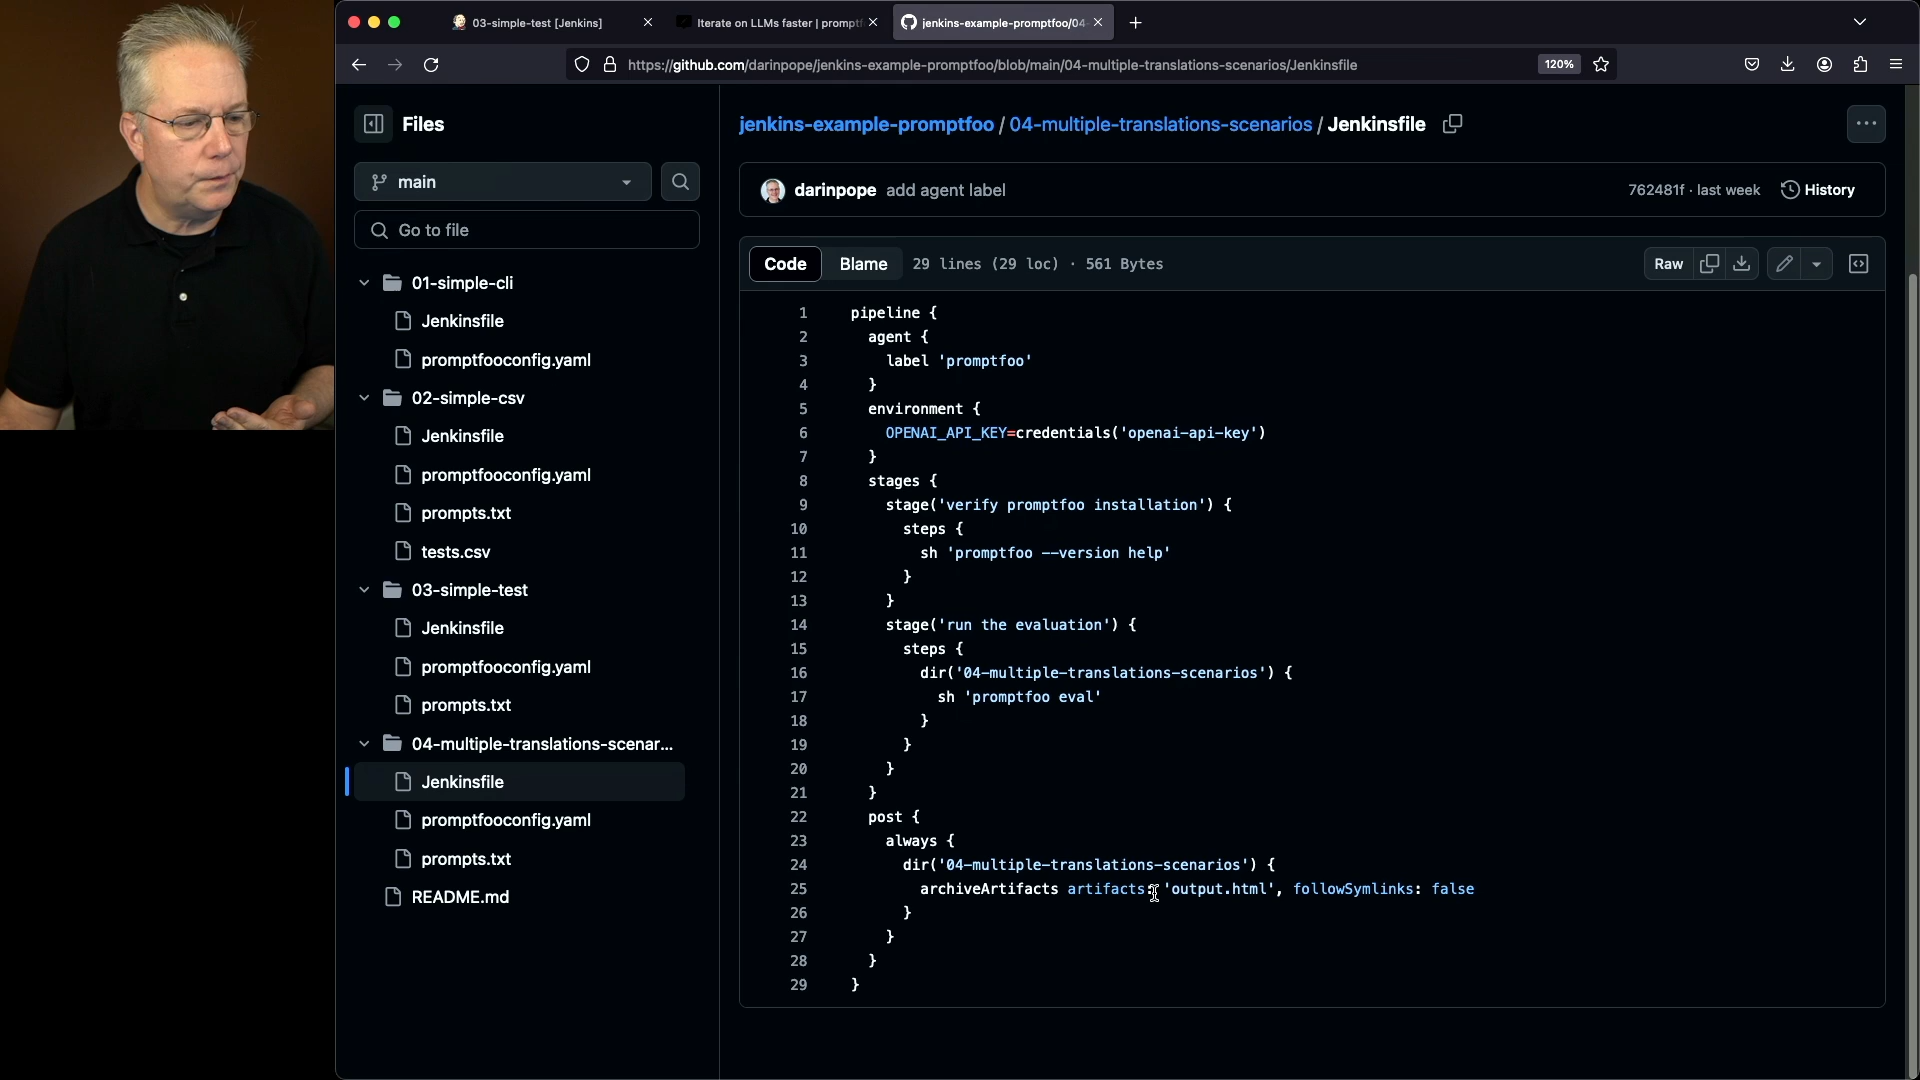 03-simple-test [Jenkins]
Iterate on LLMs faster | promptf
jenkins-example-promptfoo/04-
https://github.com/darinpope/jenkins-example-promptfoo/blob/main/04-multiple-translations-scenarios/Jenkinsfile
120%
Files
main
Go to file
01-simple-cli
Jenkinsfile
promptfooconfig.yaml
02-simple-csv
Jenkinsfile
promptfooconfig.yaml
prompts.txt
tests.csv
03-simple-test
Jenkinsfile
promptfooconfig.yaml
prompts.txt
04-multiple-translations-scenar...
Jenkinsfile
promptfooconfig.yaml
prompts.txt
README.md
jenkins-example-promptfoo / 04-multiple-translations-scenarios / Jenkinsfile
darinpope add agent label
762481f · last week
History
Code
Blame
29 lines (29 loc) · 561 Bytes
Raw
1 pipeline {
2 agent {
3 label 'promptfoo'
4 }
5 environment {
6 OPENAI_API_KEY=credentials('openai-api-key')
7 }
8 stages {
9 stage('verify promptfoo installation') {
10 steps {
11 sh 'promptfoo --version help'
12 }
13 }
14 stage('run the evaluation') {
15 steps {
16 dir('04-multiple-translations-scenarios') {
17 sh 'promptfoo eval'
18 }
19 }
20 }
21 }
22 post {
23 always {
24 dir('04-multiple-translations-scenarios') {
25 archiveArtifacts artifacts: 'output.html', followSymlinks: false
26 }
27 }
28 }
29 }